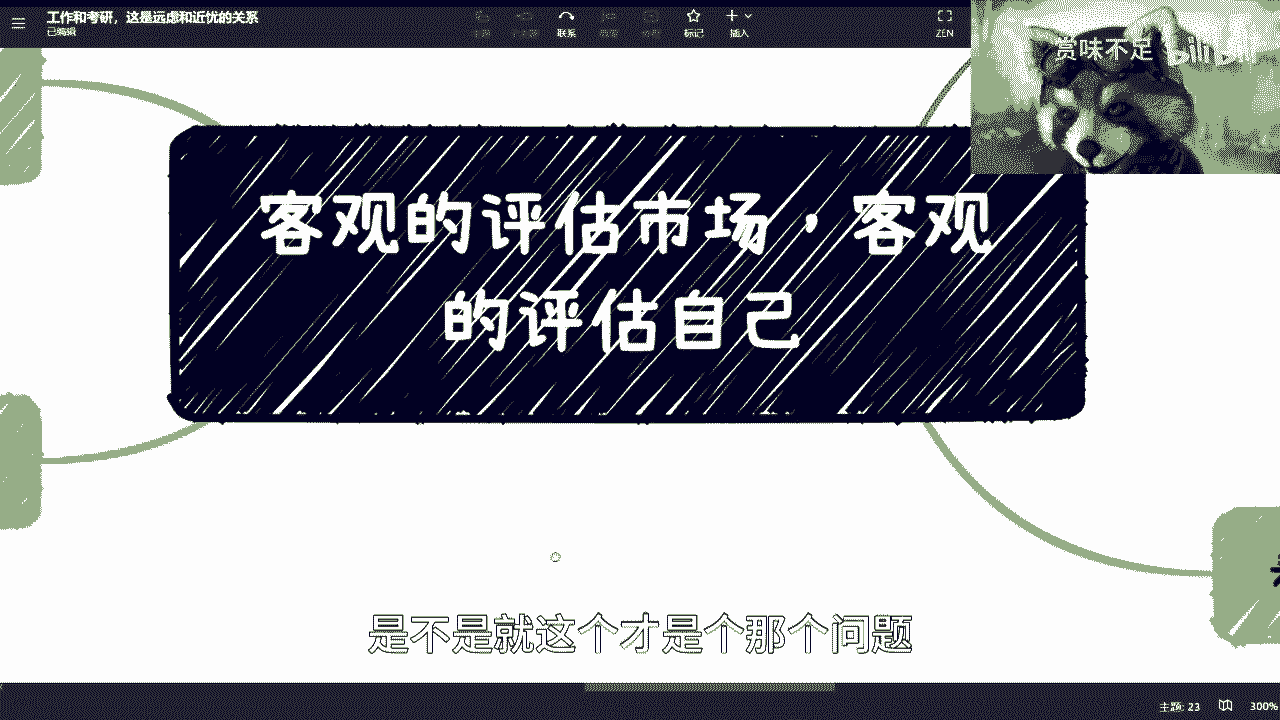 工作和考研，这是远虑和近忧的关系
已编辑
联系
标记
插入
ZEN
赏味不足
bilibili
客观的评估市场，客观
的评估自己
是不是就这个才是个那个问题
主题: 23
300%